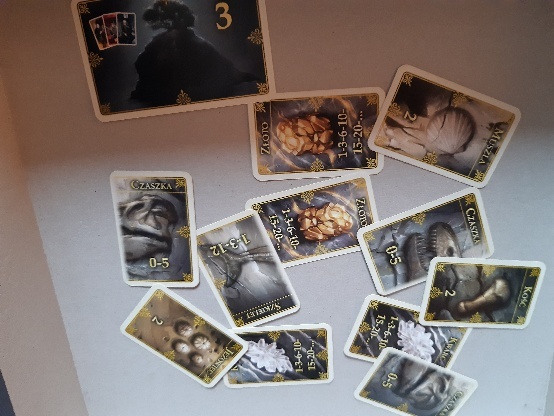 3
ZŁOTO
1-3-6-10-
15-20-...
MUSZLA
2
CZASZKA
0-5
ZŁOTO
1-3-6-10-
15-20-...
CZASZKA
0-5
SZKIELET
1-3-12
KOŚĆ
2
2
1-3-6-10-
15-20-...
1-3-6-10-
15-20-...
0-5